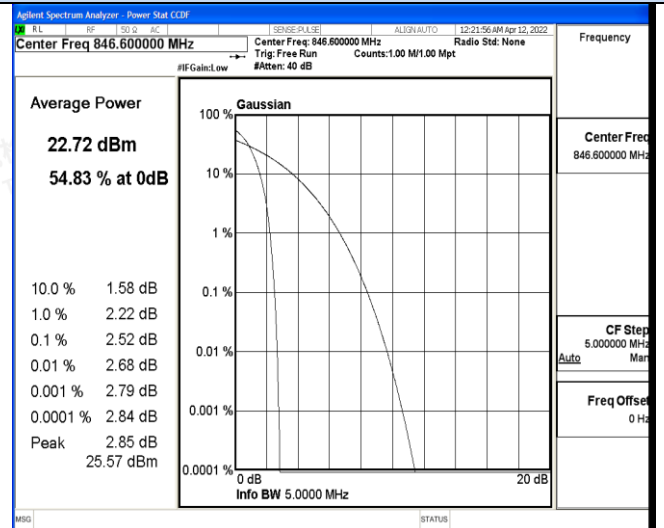 Agilent Spectrum Analyzer - Power Stat CCDF
RL RF 50 Ω AC SENSE:PULSE ALIGN AUTO 12:21:56 AM Apr 12, 2022
Center Freq 846.600000 MHz
Center Freq: 846.600000 MHz Radio Std: None
Trig: Free Run Counts:1.00 M/1.00 Mpt
#IFGain:Low #Atten: 40 dB
Frequency
Average Power
22.72 dBm
54.83 % at 0dB
10.0 % 1.58 dB
1.0 % 2.22 dB
0.1 % 2.52 dB
0.01 % 2.68 dB
0.001 % 2.79 dB
0.0001 % 2.84 dB
Peak 2.85 dB
25.57 dBm
Gaussian
100 %
10 %
1 %
0.1 %
0.01 %
0.001 %
0.0001 %
0 dB 20 dB
Info BW 5.0000 MHz
Center Freq
846.600000 MHz
CF Step
5.000000 MHz
Auto Man
Freq Offset
0 Hz
MSG STATUS